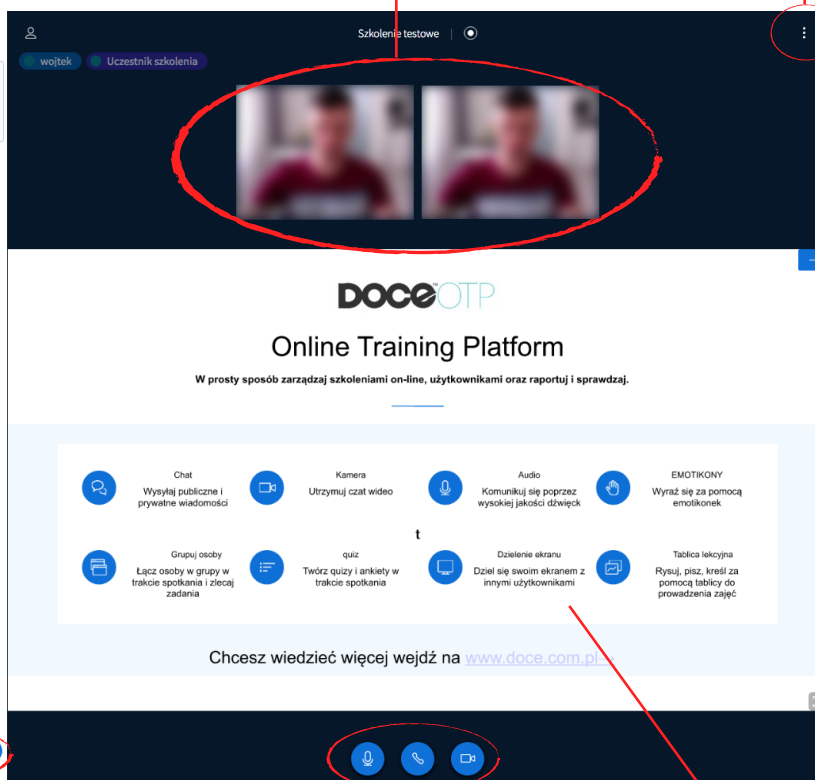 Szkolenie testowe
wojtek
Uczestnik szkolenia
DOCE OTP
Online Training Platform
W prosty sposób zarządzaj szkoleniami on-line, użytkownikami oraz raportuj i sprawdzaj.
Chat
Wysyłaj publiczne i
prywatne wiadomości
Kamera
Utrzymuj czat wideo
Audio
Komunikuj się poprzez
wysokiej jakości dźwięck
EMOTIKONY
Wyraź się za pomocą
emotikonek
t
Grupuj osoby
Łącz osoby w grupy w
trakcie spotkania i zlecaj
zadania
quiz
Twórz quizy i ankiety w
trakcie spotkania
Dzielenie ekranu
Dziel się swoim ekranem z
innymi użytkownikami
Tablica lekcyjna
Rysuj, pisz, kreśl za
pomocą tablicy do
prowadzenia zajęć
Chcesz wiedzieć więcej wejdź na www.doce.com.pl